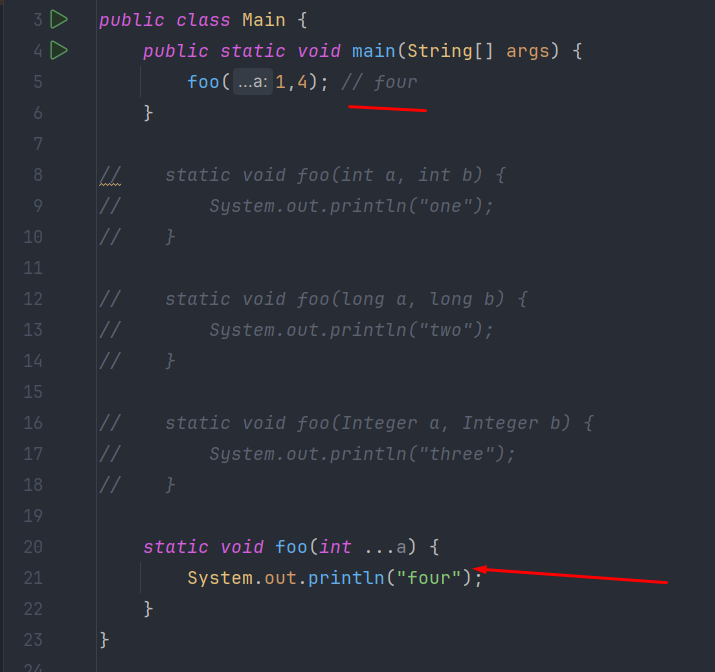 3 public class Main {
4 public static void main(String[] args) {
5 foo( ...a: 1,4); // four
6 }
7
8 // static void foo(int a, int b) {
9 // System.out.println("one");
10 // }
11
12 // static void foo(long a, long b) {
13 // System.out.println("two");
14 // }
15
16 // static void foo(Integer a, Integer b) {
17 // System.out.println("three");
18 // }
19
20 static void foo(int ...a) {
21 System.out.println("four");
22 }
23 }
24